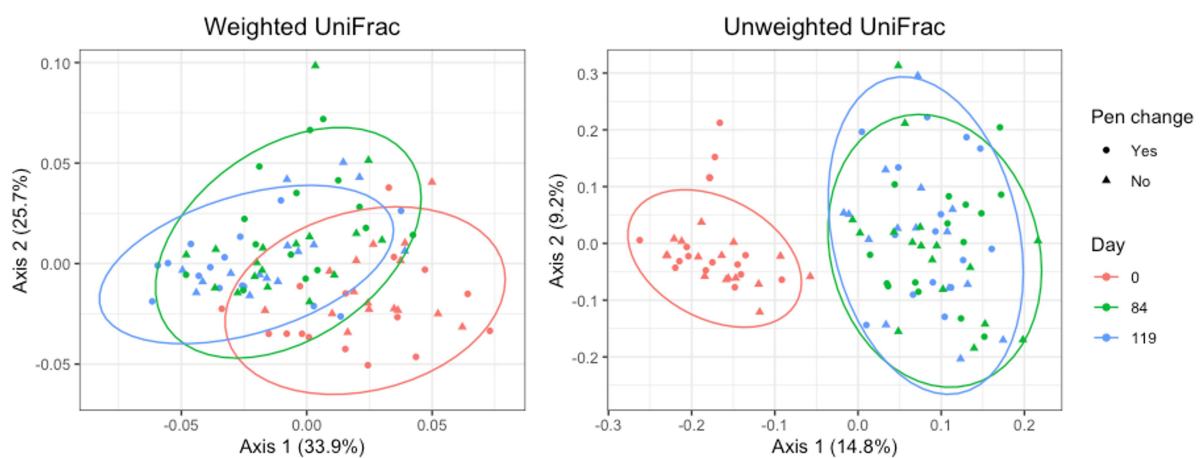 Weighted UniFrac
Axis 2 (25.7%)
0.10
0.05
0.00
-0.05
-0.05
0.00
0.05
Axis 1 (33.9%)
Unweighted UniFrac
Axis 2 (9.2%)
0.3
0.2
0.1
0.0
-0.1
-0.2
-0.3
-0.2
-0.1
0.0
0.1
0.2
Axis 1 (14.8%)
Pen change
Yes
No
Day
0
84
119